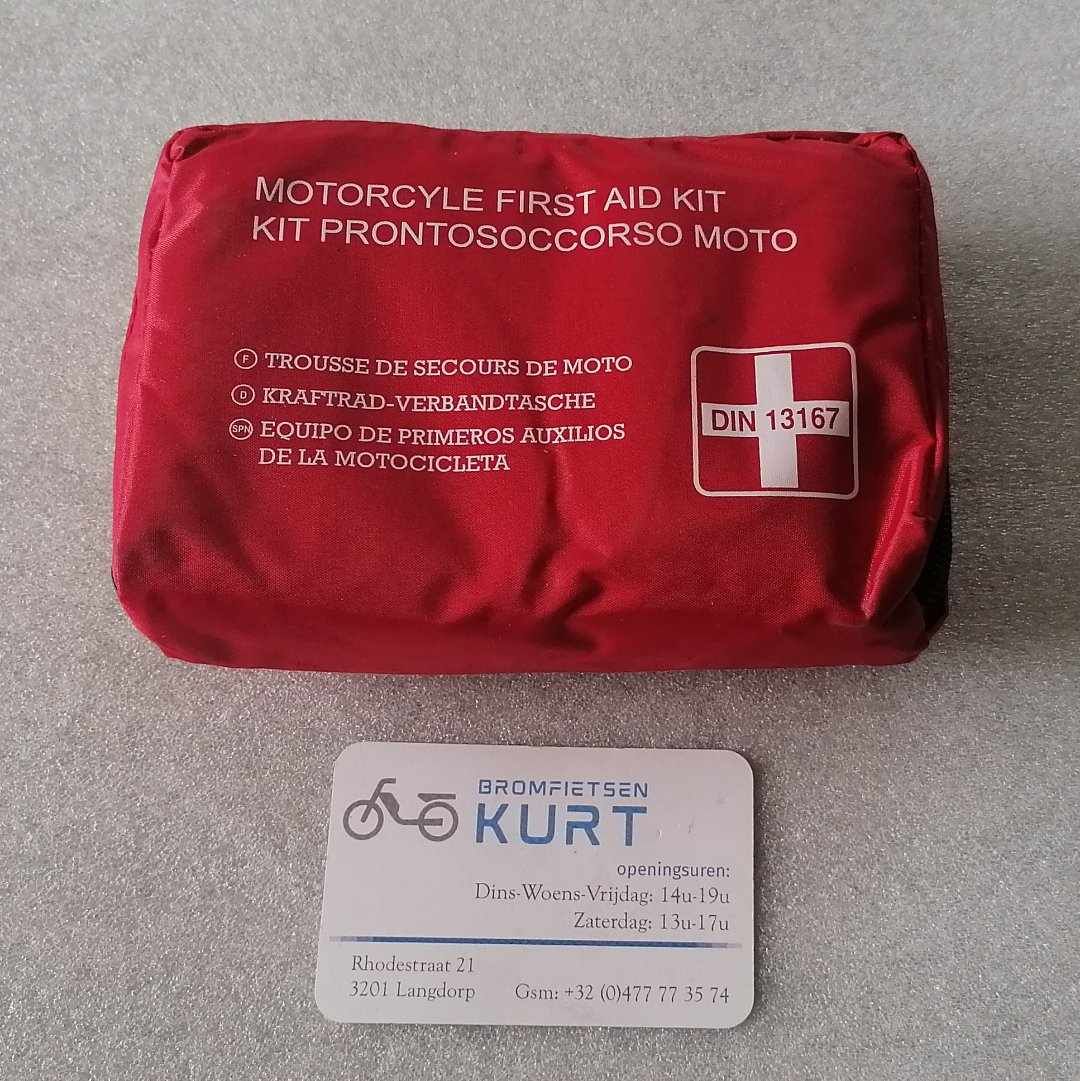 MOTORCYLE FIRST AID KIT
KIT PRONTOSOCCORSO MOTO
F TROUSSE DE SECOURS DE MOTO
D KRAFTRAD-VERBANDTASCHE
SPN EQUIPO DE PRIMEROS AUXILIOS
DE LA MOTOCICLETA
DIN 13167
BROMFIETSEN
KURT
openingsuren:
Dins-Woens-Vrijdag: 14u-19u
Zaterdag: 13u-17u
Rhodestraat 21
3201 Langdorp Gsm: +32 (0)477 77 35 74